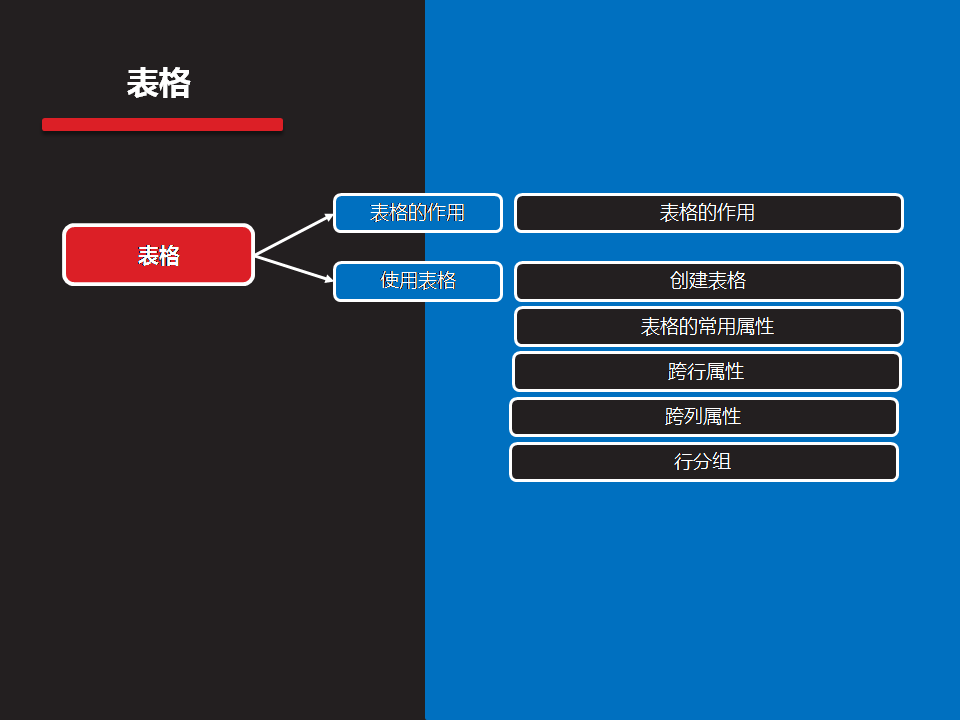 表格
表格
表格的作用
表格的作用
使用表格
创建表格
表格的常用属性
跨行属性
跨列属性
行分组